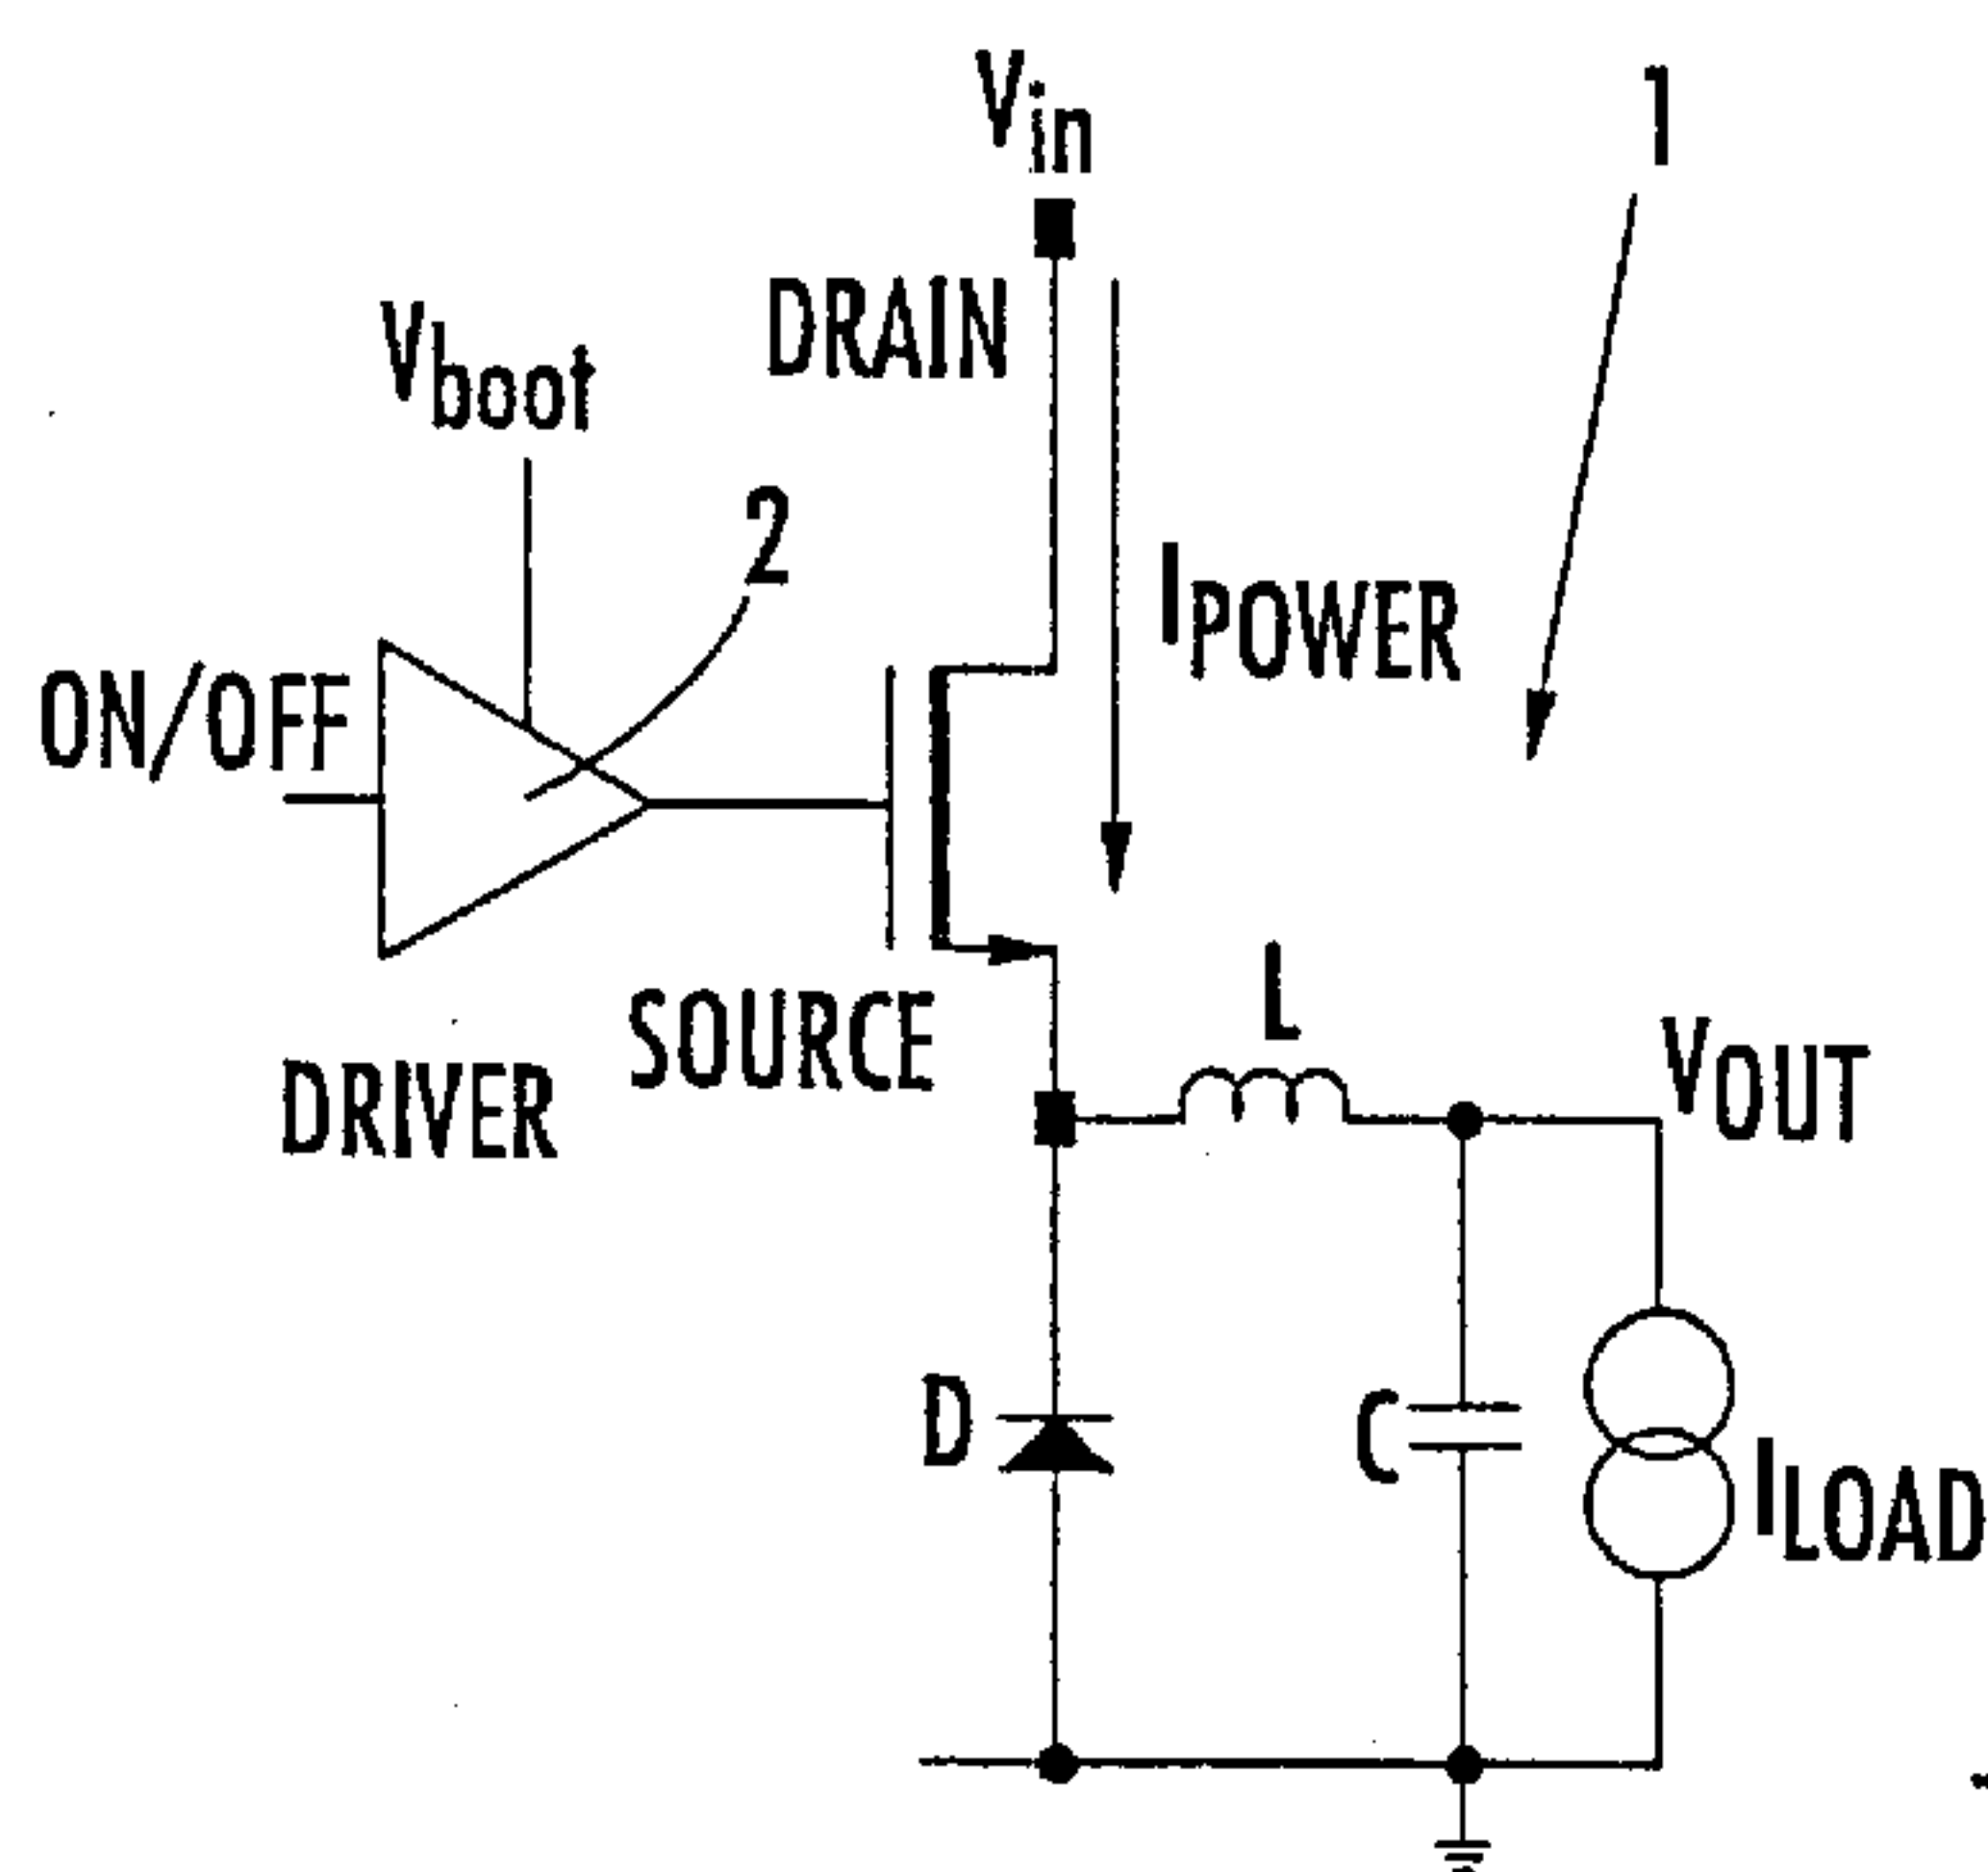 Vin
1
DRAIN
Vboot
2
IPOWER
ON/OFF
L
SOURCE
VOUT
DRIVER
D
C
ILOAD